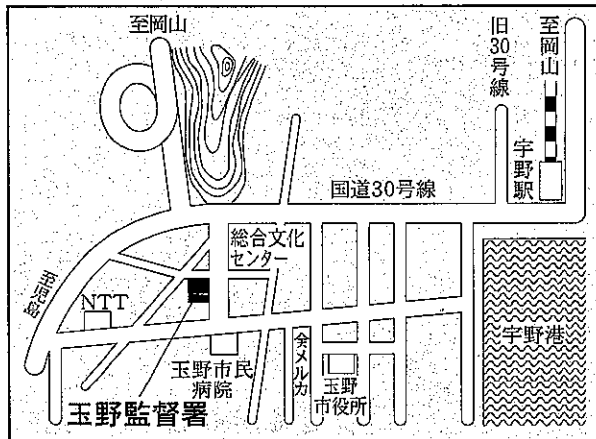 至岡山
旧30号線
至岡山
宇野駅
国道30号線
総合文化
センター
至児島
NTT
玉野市民
病院
メルカ
玉野
市役所
宇野港
玉野監督署